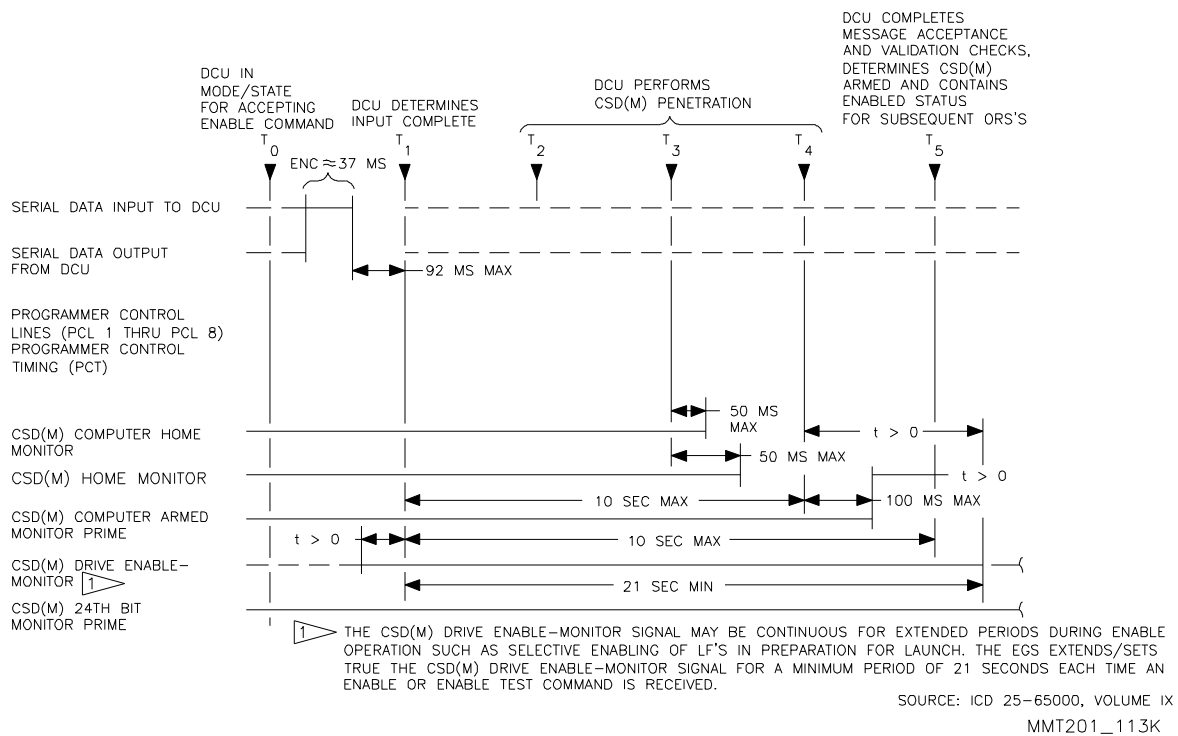 DCU COMPLETES
MESSAGE ACCEPTANCE
AND VALIDATION CHECKS,
DETERMINES CSD(M)
ARMED AND CONTAINS
ENABLED STATUS
FOR SUBSEQUENT ORS'S
DCU IN
MODE/STATE
FOR ACCEPTING
ENABLE COMMAND
DCU DETERMINES
INPUT COMPLETE
DCU PERFORMS
CSD(M) PENETRATION
T0
T1
T2
T3
T4
T5
ENC≈37 MS
SERIAL DATA INPUT TO DCU
SERIAL DATA OUTPUT
FROM DCU
92 MS MAX
PROGRAMMER CONTROL
LINES (PCL 1 THRU PCL 8)
PROGRAMMER CONTROL
TIMING (PCT)
50 MS
MAX
CSD(M) COMPUTER HOME
MONITOR
t > 0
50 MS MAX
CSD(M) HOME MONITOR
t > 0
10 SEC MAX
100 MS MAX
CSD(M) COMPUTER ARMED
MONITOR PRIME
t > 0
10 SEC MAX
CSD(M) DRIVE ENABLE-
MONITOR 1
21 SEC MIN
CSD(M) 24TH BIT
MONITOR PRIME
1 THE CSD(M) DRIVE ENABLE-MONITOR SIGNAL MAY BE CONTINUOUS FOR EXTENDED PERIODS DURING ENABLE
OPERATION SUCH AS SELECTIVE ENABLING OF LF'S IN PREPARATION FOR LAUNCH. THE EGS EXTENDS/SETS
TRUE THE CSD(M) DRIVE ENABLE-MONITOR SIGNAL FOR A MINIMUM PERIOD OF 21 SECONDS EACH TIME AN
ENABLE OR ENABLE TEST COMMAND IS RECEIVED.
SOURCE: ICD 25-65000, VOLUME IX
MMT201_113K